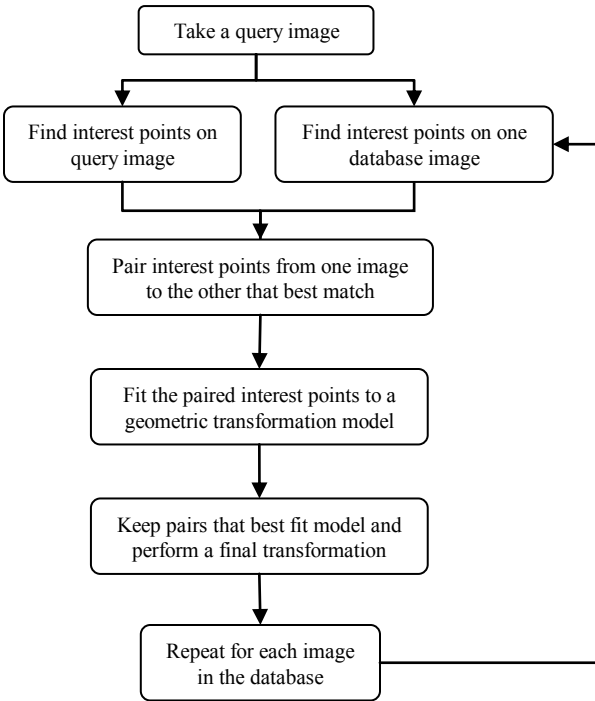 Take a query image
Find interest points on
query image
Find interest points on one
database image
Pair interest points from one image
to the other that best match
Fit the paired interest points to a
geometric transformation model
Keep pairs that best fit model and
perform a final transformation
Repeat for each image
in the database